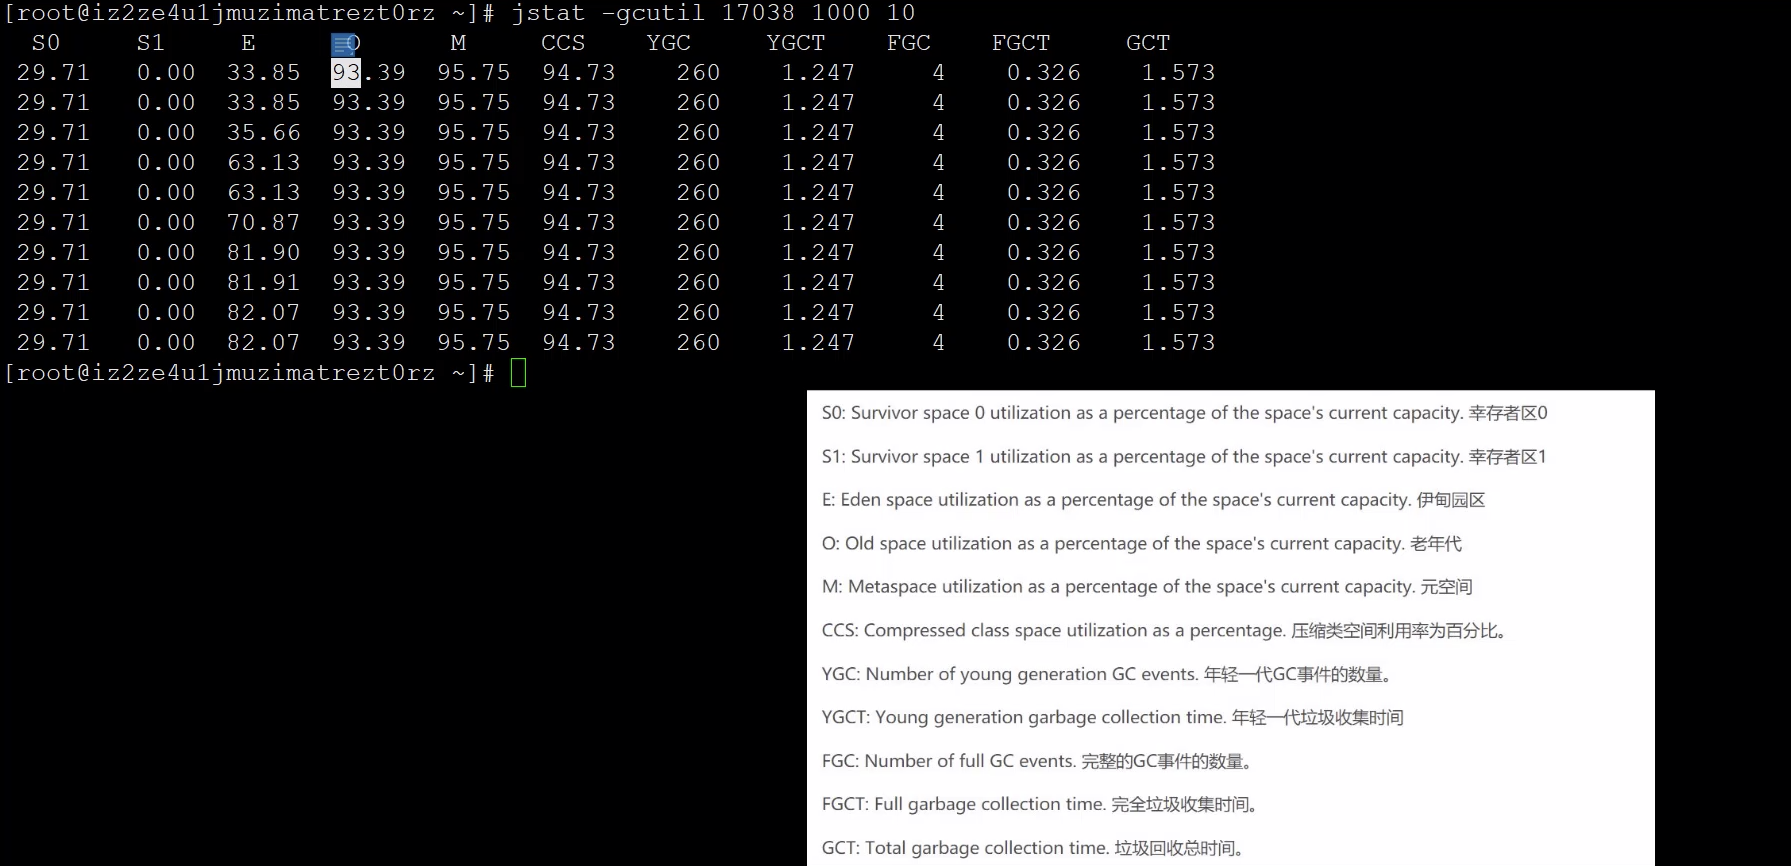 [root@iz2ze4u1jmuzimatrezt0rz ~]# jstat -gcutil 17038 1000 10
S0 S1 E O M CCS YGC YGCT FGC FGCT GCT
29.71 0.00 33.85 93.39 95.75 94.73 260 1.247 4 0.326 1.573
29.71 0.00 33.85 93.39 95.75 94.73 260 1.247 4 0.326 1.573
29.71 0.00 35.66 93.39 95.75 94.73 260 1.247 4 0.326 1.573
29.71 0.00 63.13 93.39 95.75 94.73 260 1.247 4 0.326 1.573
29.71 0.00 63.13 93.39 95.75 94.73 260 1.247 4 0.326 1.573
29.71 0.00 70.87 93.39 95.75 94.73 260 1.247 4 0.326 1.573
29.71 0.00 81.90 93.39 95.75 94.73 260 1.247 4 0.326 1.573
29.71 0.00 81.91 93.39 95.75 94.73 260 1.247 4 0.326 1.573
29.71 0.00 82.07 93.39 95.75 94.73 260 1.247 4 0.326 1.573
29.71 0.00 82.07 93.39 95.75 94.73 260 1.247 4 0.326 1.573
[root@iz2ze4u1jmuzimatrezt0rz ~]#
S0: Survivor space 0 utilization as a percentage of the space's current capacity. 幸存者区0
S1: Survivor space 1 utilization as a percentage of the space's current capacity. 幸存者区1
E: Eden space utilization as a percentage of the space's current capacity. 伊甸园区
O: Old space utilization as a percentage of the space's current capacity. 老年代
M: Metaspace utilization as a percentage of the space's current capacity. 元空间
CCS: Compressed class space utilization as a percentage. 压缩类空间利用率为百分比。
YGC: Number of young generation GC events. 年轻一代GC事件的数量。
YGCT: Young generation garbage collection time. 年轻一代垃圾收集时间
FGC: Number of full GC events. 完整的GC事件的数量。
FGCT: Full garbage collection time. 完全垃圾收集时间。
GCT: Total garbage collection time. 垃圾回收总时间。